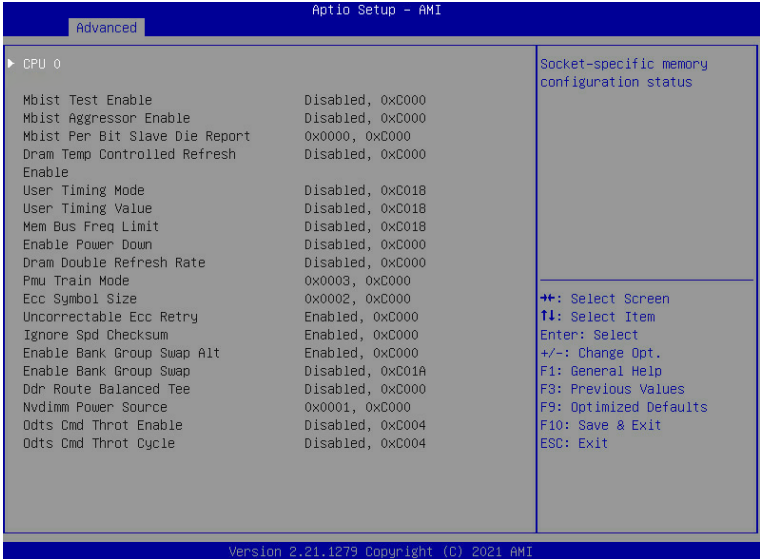 Aptio Setup – AMI
Advanced
▶ CPU 0
Mbist Test Enable Disabled, 0xC000
Mbist Aggressor Enable Disabled, 0xC000
Mbist Per Bit Slave Die Report 0x0000, 0xC000
Dram Temp Controlled Refresh Disabled, 0xC000
Enable
User Timing Mode Disabled, 0xC018
User Timing Value Disabled, 0xC018
Mem Bus Freq Limit Disabled, 0xC018
Enable Power Down Disabled, 0xC000
Dram Double Refresh Rate Disabled, 0xC000
Pmu Train Mode 0x0003, 0xC000
Ecc Symbol Size 0x0002, 0xC000
Uncorrectable Ecc Retry Enabled, 0xC000
Ignore Spd Checksum Enabled, 0xC000
Enable Bank Group Swap Alt Enabled, 0xC000
Enable Bank Group Swap Disabled, 0xC01A
Ddr Route Balanced Tee Disabled, 0xC000
Nvdimm Power Source 0x0001, 0xC000
Odts Cmd Throt Enable Disabled, 0xC004
Odts Cmd Throt Cycle Disabled, 0xC004
Socket-specific memory
configuration status
→←: Select Screen
↑↓: Select Item
Enter: Select
+/-: Change Opt.
F1: General Help
F3: Previous Values
F9: Optimized Defaults
F10: Save & Exit
ESC: Exit
Version 2.21.1279 Copyright (C) 2021 AMI